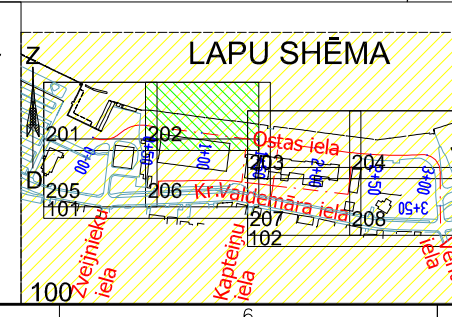 LAPU SHĒMA
Z
Ostas iela
201
202
203
204
0+00
0+50
1+00
2+00
2+50
3+00
3+50
D
205
206
Kr.Valdemāra iela
101
207
208
102
Zvejnieku
iela
Kapteiņu
iela
iela
100
6